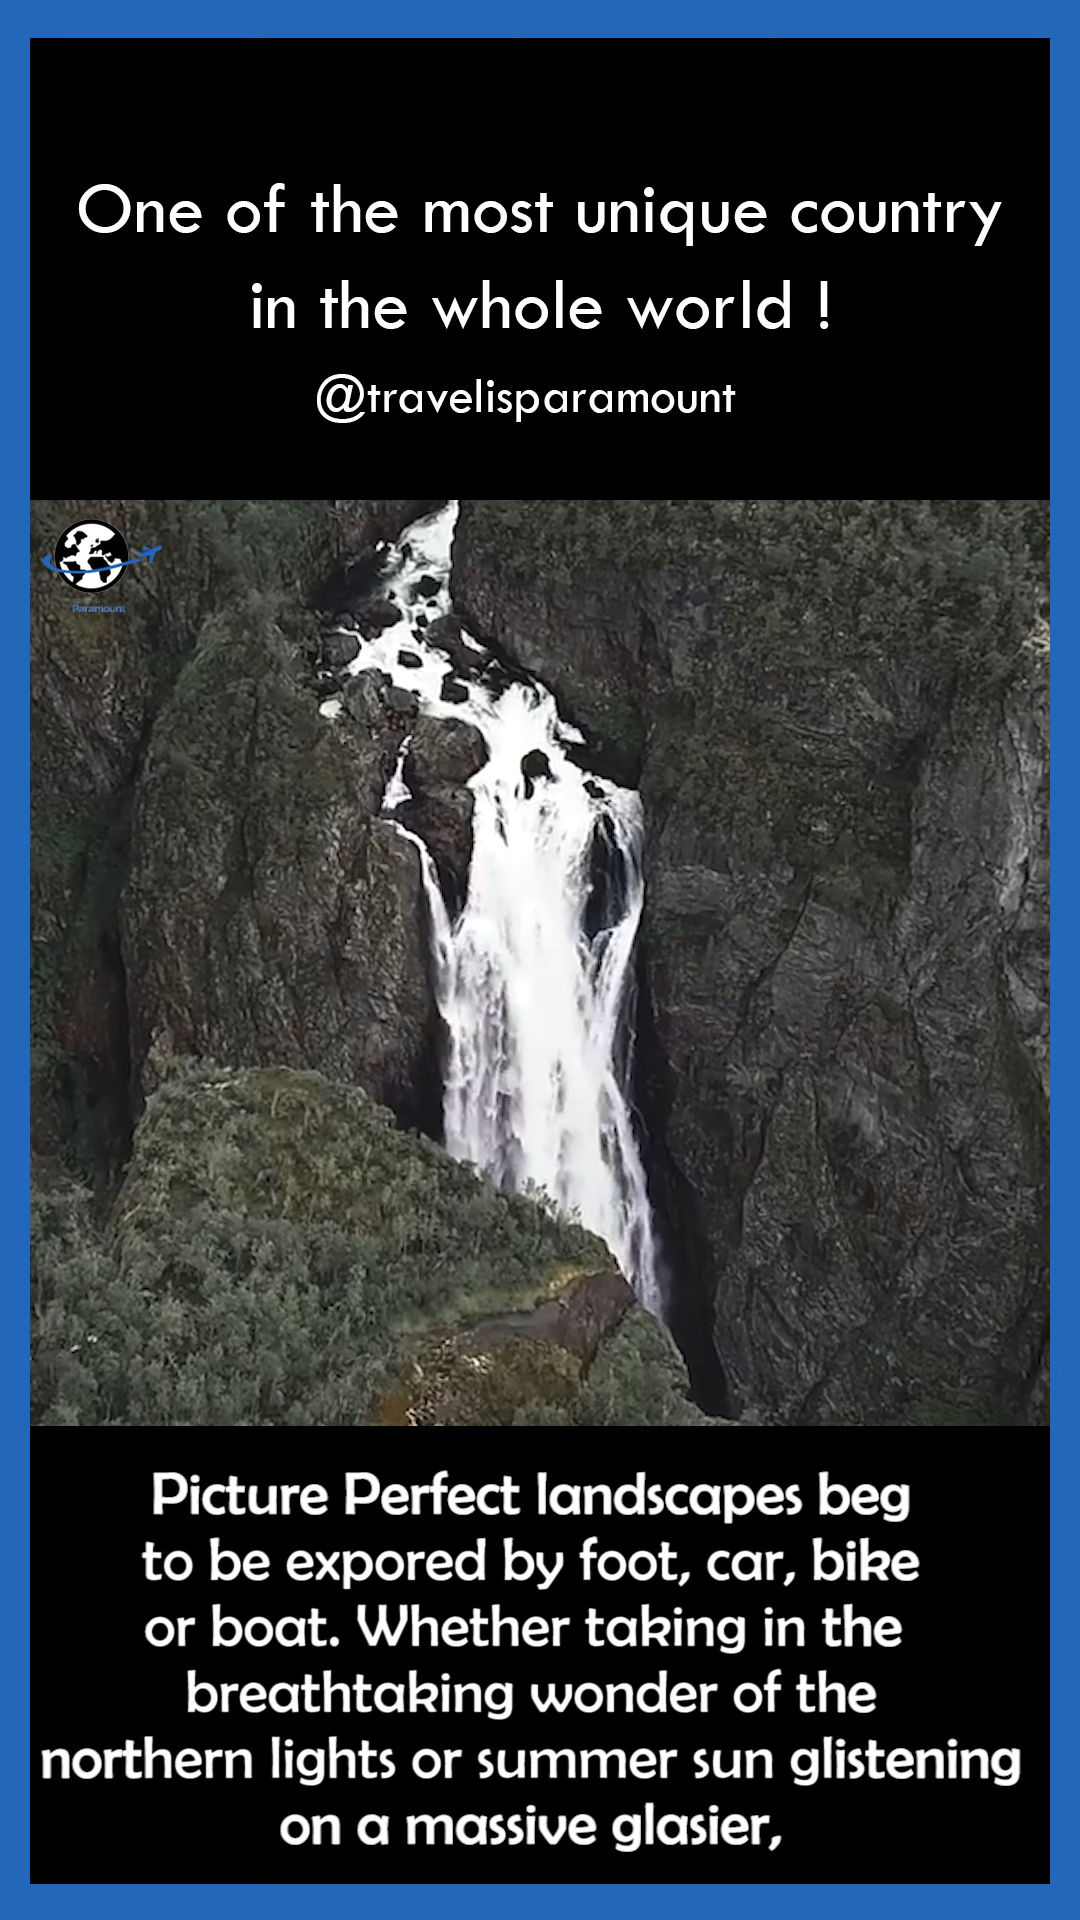 One of the most unique country
in the whole world !
@travelisparamount
Paramount
Picture Perfect landscapes beg
to be expored by foot, car, bike
or boat. Whether taking in the
breathtaking wonder of the
northern lights or summer sun glistening
on a massive glasier,